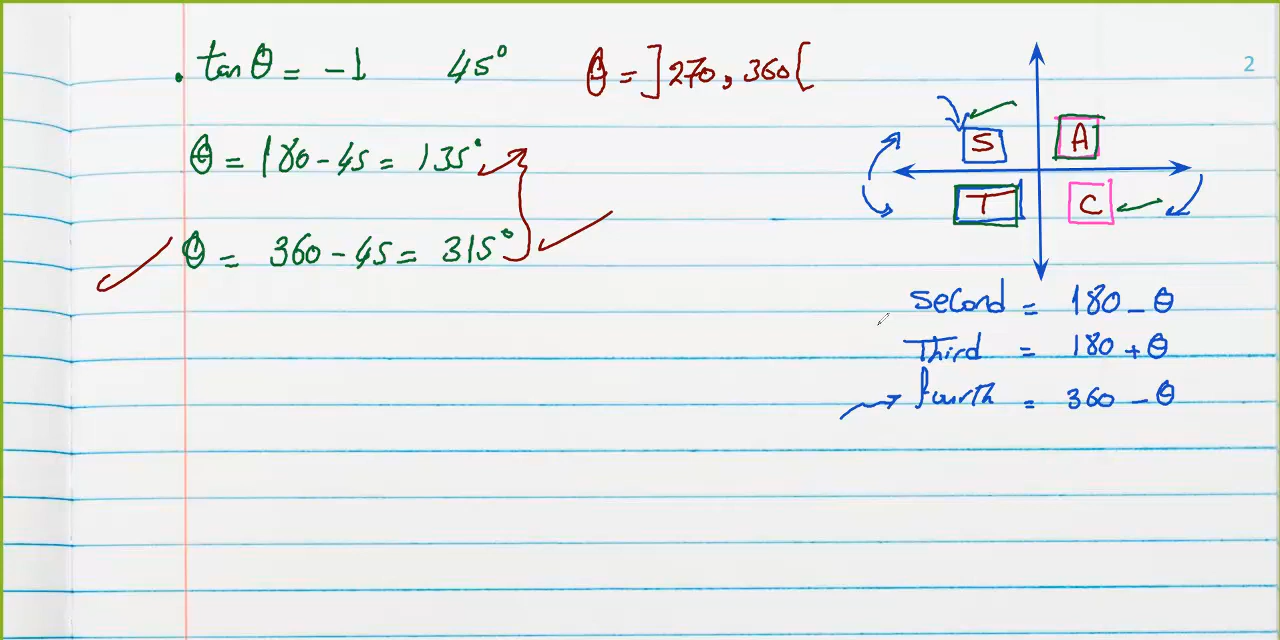 . tan θ = -1 45° θ = ]270, 360[
2
θ = 180 - 45 = 135°
θ = 360 - 45 = 315°
S A
T C
second = 180 - θ
Third = 180 + θ
fourth = 360 - θ